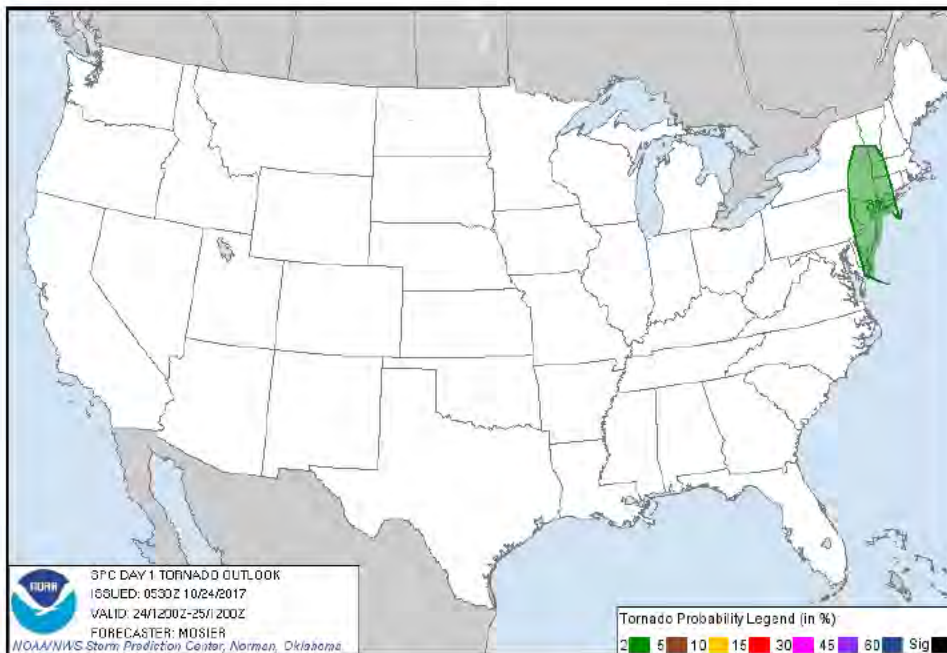 NOAA
SPC DAY 1 TORNADO OUTLOOK
ISSUED: 0530Z 10/24/2017
VALID: 24/1200Z-25/1200Z
FORECASTER: MOSIER
NOAA/NWS Storm Prediction Center, Norman, Oklahoma
Tornado Probability Legend (in %)
2 5 10 15 30 45 60 Sig